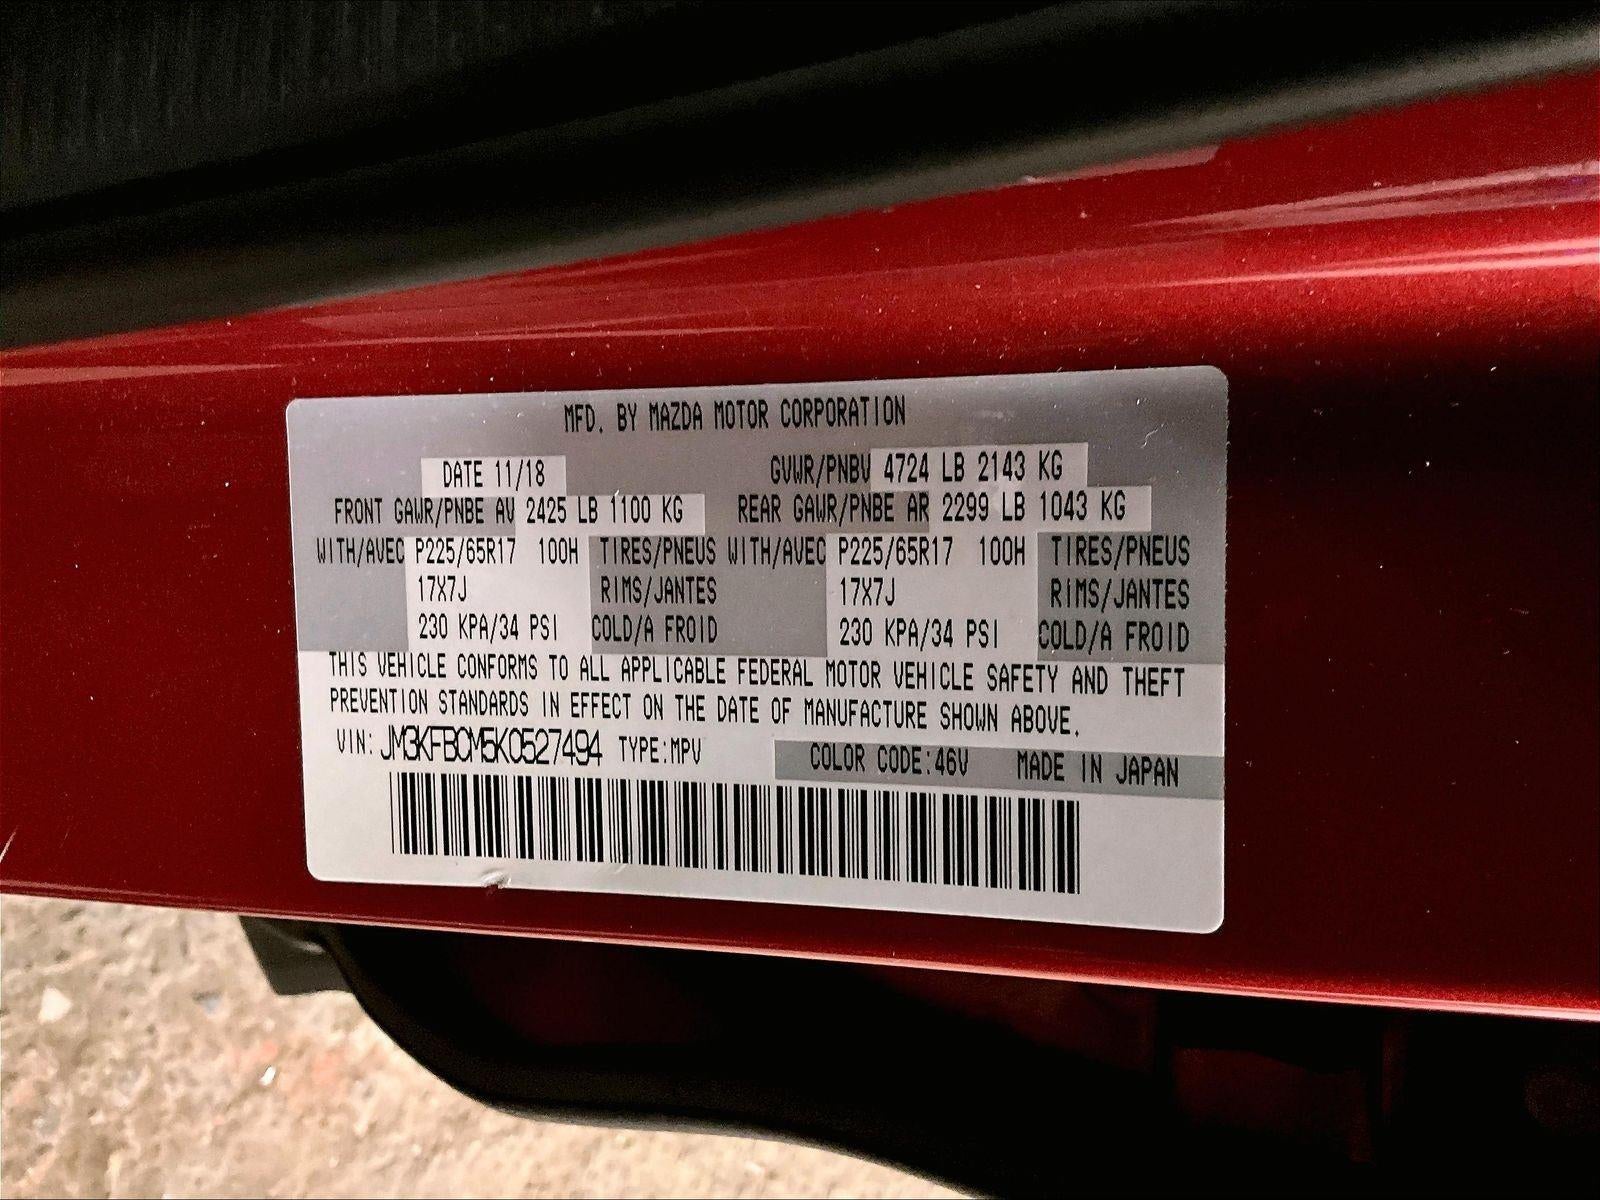 MFD. BY MAZDA MOTOR CORPORATION
DATE 11/18 GVWR/PNBV 4724 LB 2143 KG
FRONT GAWR/PNBE AV 2425 LB 1100 KG REAR GAWR/PNBE AR 2299 LB 1043 KG
WITH/AVEC P225/65R17 100H TIRES/PNEUS WITH/AVEC P225/65R17 100H TIRES/PNEUS
17X7J RIMS/JANTES 17X7J RIMS/JANTES
230 KPA/34 PSI COLD/A FROID 230 KPA/34 PSI COLD/A FROID
THIS VEHICLE CONFORMS TO ALL APPLICABLE FEDERAL MOTOR VEHICLE SAFETY AND THEFT
PREVENTION STANDARDS IN EFFECT ON THE DATE OF MANUFACTURE SHOWN ABOVE.
VIN: JM3KFBCM5K0527494 TYPE:MPV COLOR CODE:46V MADE IN JAPAN